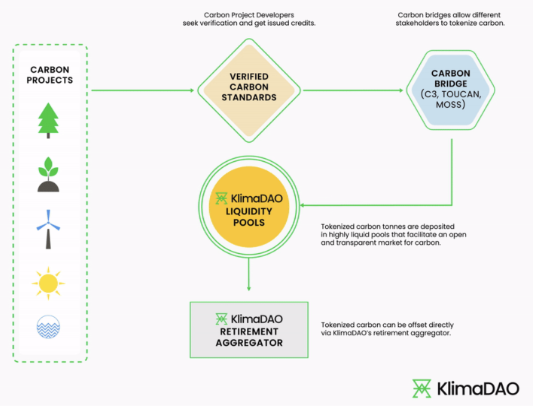 Carbon Project Developers
seek verification and get issued credits.
Carbon bridges allow different
stakeholders to tokenize carbon.
CARBON
PROJECTS
VERIFIED
CARBON
STANDARDS
CARBON
BRIDGE
(C3, TOUCAN,
MOSS)
KlimaDAO
LIQUIDITY
POOLS
Tokenized carbon tonnes are deposited
in highly liquid pools that facilitate an open
and transparent market for carbon.
KlimaDAO
RETIREMENT
AGGREGATOR
Tokenized carbon can be offset directly
via KlimaDAO's retirement aggregator.
KlimaDAO